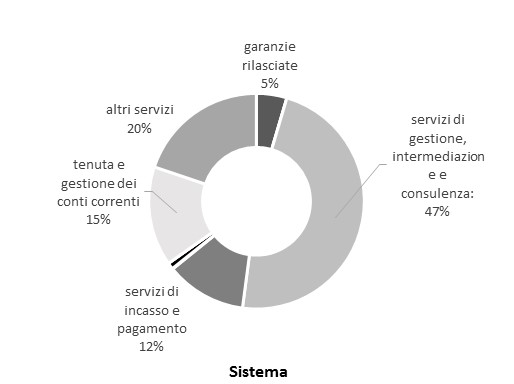 garanzie
rilasciate
5%
servizi di
gestione,
intermediazion
e e
consulenza:
47%
servizi di
incasso e
pagamento
12%
tenuta e
gestione dei
conti correnti
15%
altri servizi
20%
Sistema